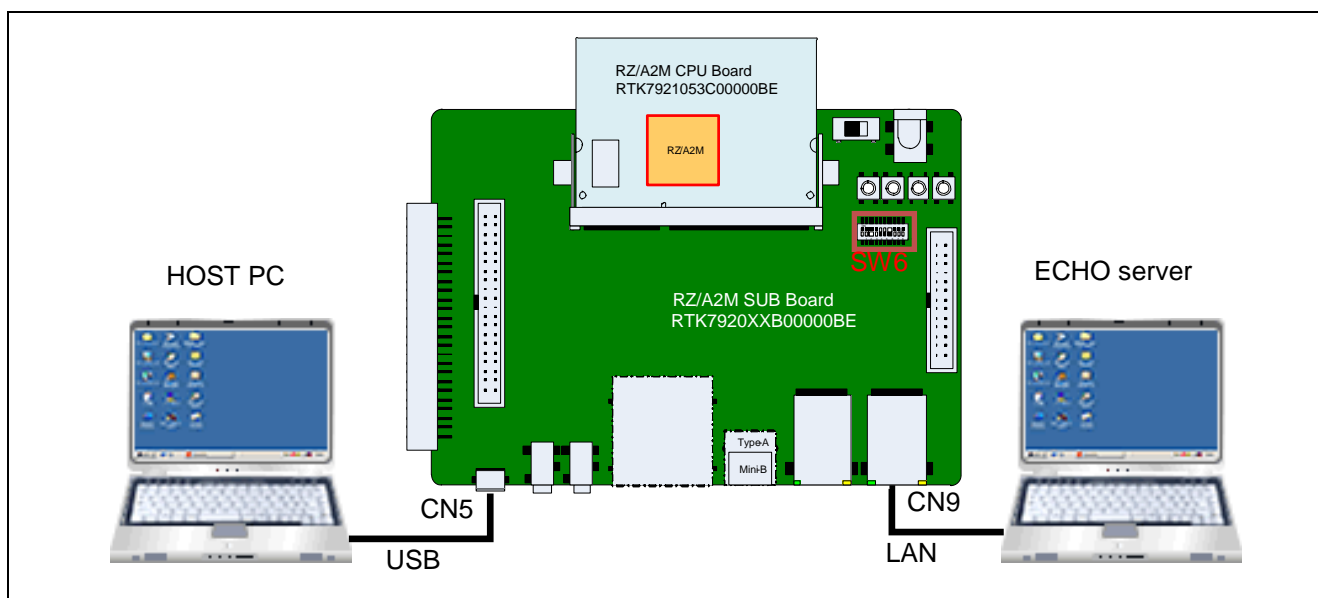 RZ/A2M CPU Board
RTK7921053C00000BE
RZ/A2M
SW6
HOST PC
ECHO server
RZ/A2M SUB Board
RTK7920XXB00000BE
Type-A
Mini-B
CN5
CN9
USB
LAN